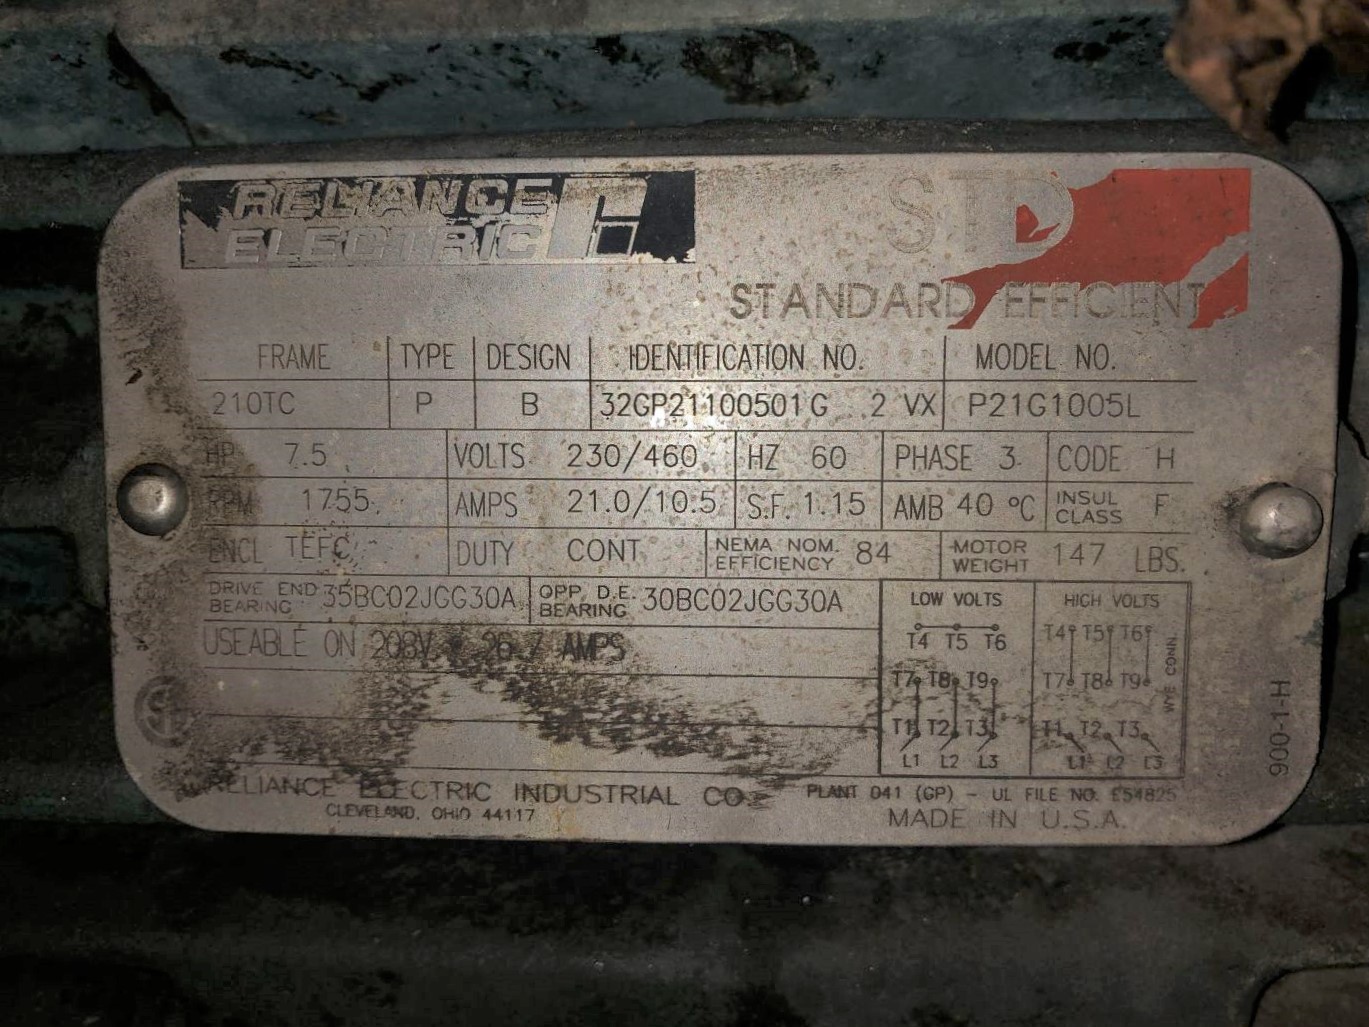 RELIANCE
ELECTRIC
STD
STANDARD EFFICIENT
FRAME TYPE DESIGN IDENTIFICATION NO. MODEL NO.
210TC P B 32GP21100501G 2 VX P21G1005L
HP 7.5 VOLTS 230/460 HZ 60 PHASE 3 CODE H
RPM 1755 AMPS 21.0/10.5 S.F. 1.15 AMB 40 °C INSUL CLASS F
ENCL TEFC DUTY CONT NEMA NOM. EFFICIENCY 84 MOTOR WEIGHT 147 LBS.
DRIVE END BEARING 35BC02JGG30A OPP D.E. BEARING 30BC02JGG30A
USEABLE ON 208V 26.7 AMPS
LOW VOLTS HIGH VOLTS
T4 T5 T6 T4 T5 T6
T7 T8 T9 T7 T8 T9
T1 T2 T3 T1 T2 T3
L1 L2 L3 L1 L2 L3
WYE CONN.
900-1-H
RELIANCE ELECTRIC INDUSTRIAL CO. PLANT 041 (GP) - UL FILE NO. E54825
CLEVELAND, OHIO 44117 MADE IN U.S.A.